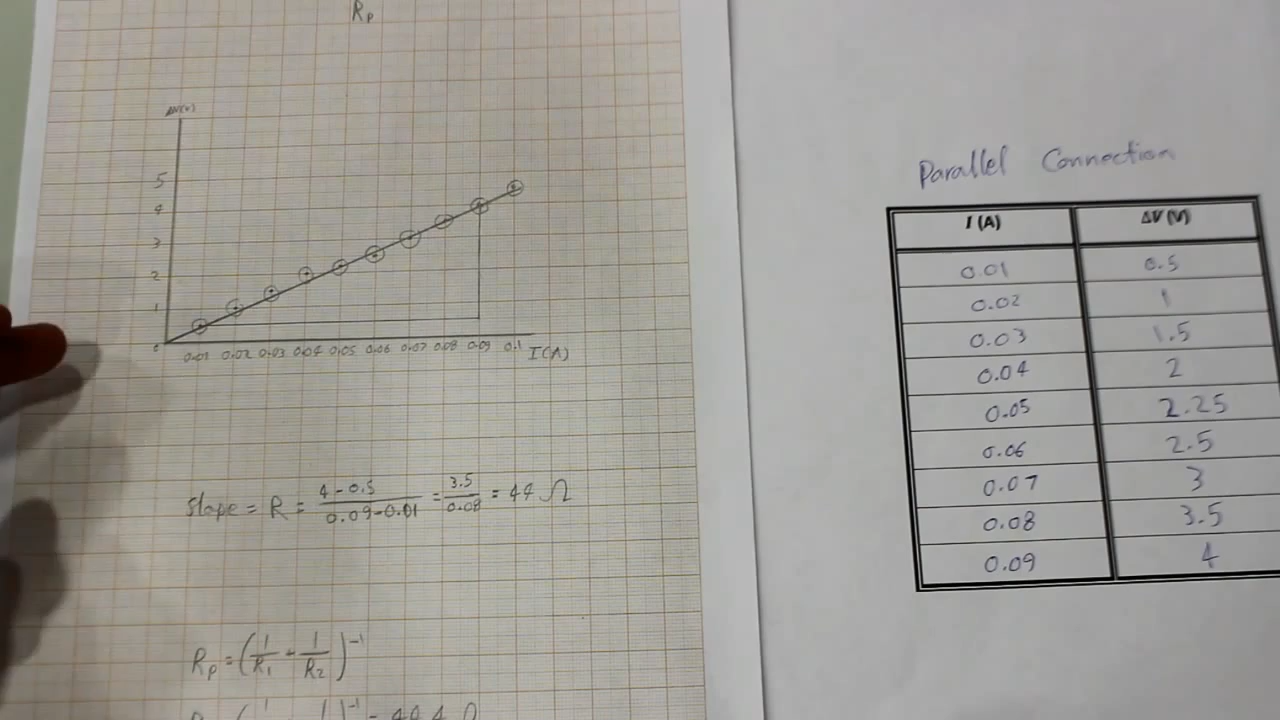 Rp
ΔV(V)
5
4
3
2
1
0
0.01 0.02 0.03 0.04 0.05 0.06 0.07 0.08 0.09 0.1 I(A)
Slope = R = 4 - 0.5 / 0.09-0.01 = 3.5 / 0.08 = 44 Ω
Rp = (1/R1 + 1/R2)^-1
Parallel Connection
I (A) ΔV (V)
0.01 0.5
0.02 1
0.03 1.5
0.04 2
0.05 2.25
0.06 2.5
0.07 3
0.08 3.5
0.09 4